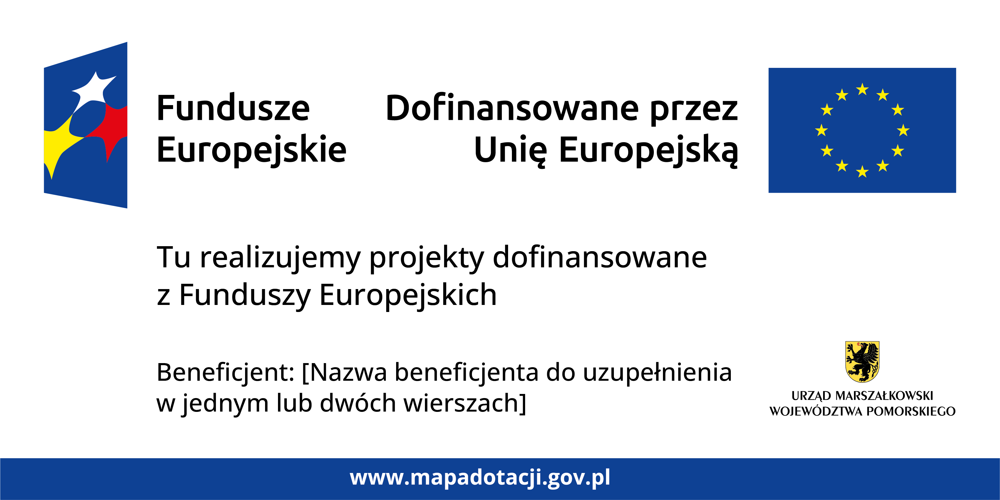 Fundusze
Europejskie
Dofinansowane przez
Unię Europejską
Tu realizujemy projekty dofinansowane
z Funduszy Europejskich
Beneficjent: [Nazwa beneficjenta do uzupełnienia
w jednym lub dwóch wierszach]
URZĄD MARSZAŁKOWSKI
WOJEWÓDZTWA POMORSKIEGO
www.mapadotacji.gov.pl